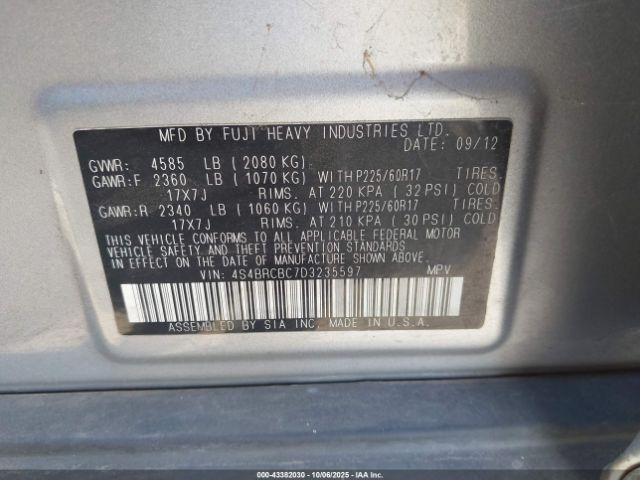 MFD BY FUJI HEAVY INDUSTRIES LTD.
DATE: 09/12
GVWR: 4585 LB ( 2080 KG)
GAWR:F 2360 LB ( 1070 KG) WITH P225/60R17 TIRES.
17X7J RIMS. AT 220 KPA ( 32 PSI) COLD
GAWR:R 2340 LB ( 1060 KG) WITH P225/60R17 TIRES.
17X7J RIMS. AT 210 KPA ( 30 PSI) COLD
THIS VEHICLE CONFORMS TO ALL APPLICABLE FEDERAL MOTOR
VEHICLE SAFETY AND THEFT PREVENTION STANDARDS
IN EFFECT ON THE DATE OF MANUFACTURE SHOWN ABOVE.
VIN: 4S4BRCBC7D3235597 MPV
ASSEMBLED BY SIA INC, MADE IN U.S.A.
000-43382030 - 10/06/2025 - Copyright IAA, Inc. All Rights Reserved.